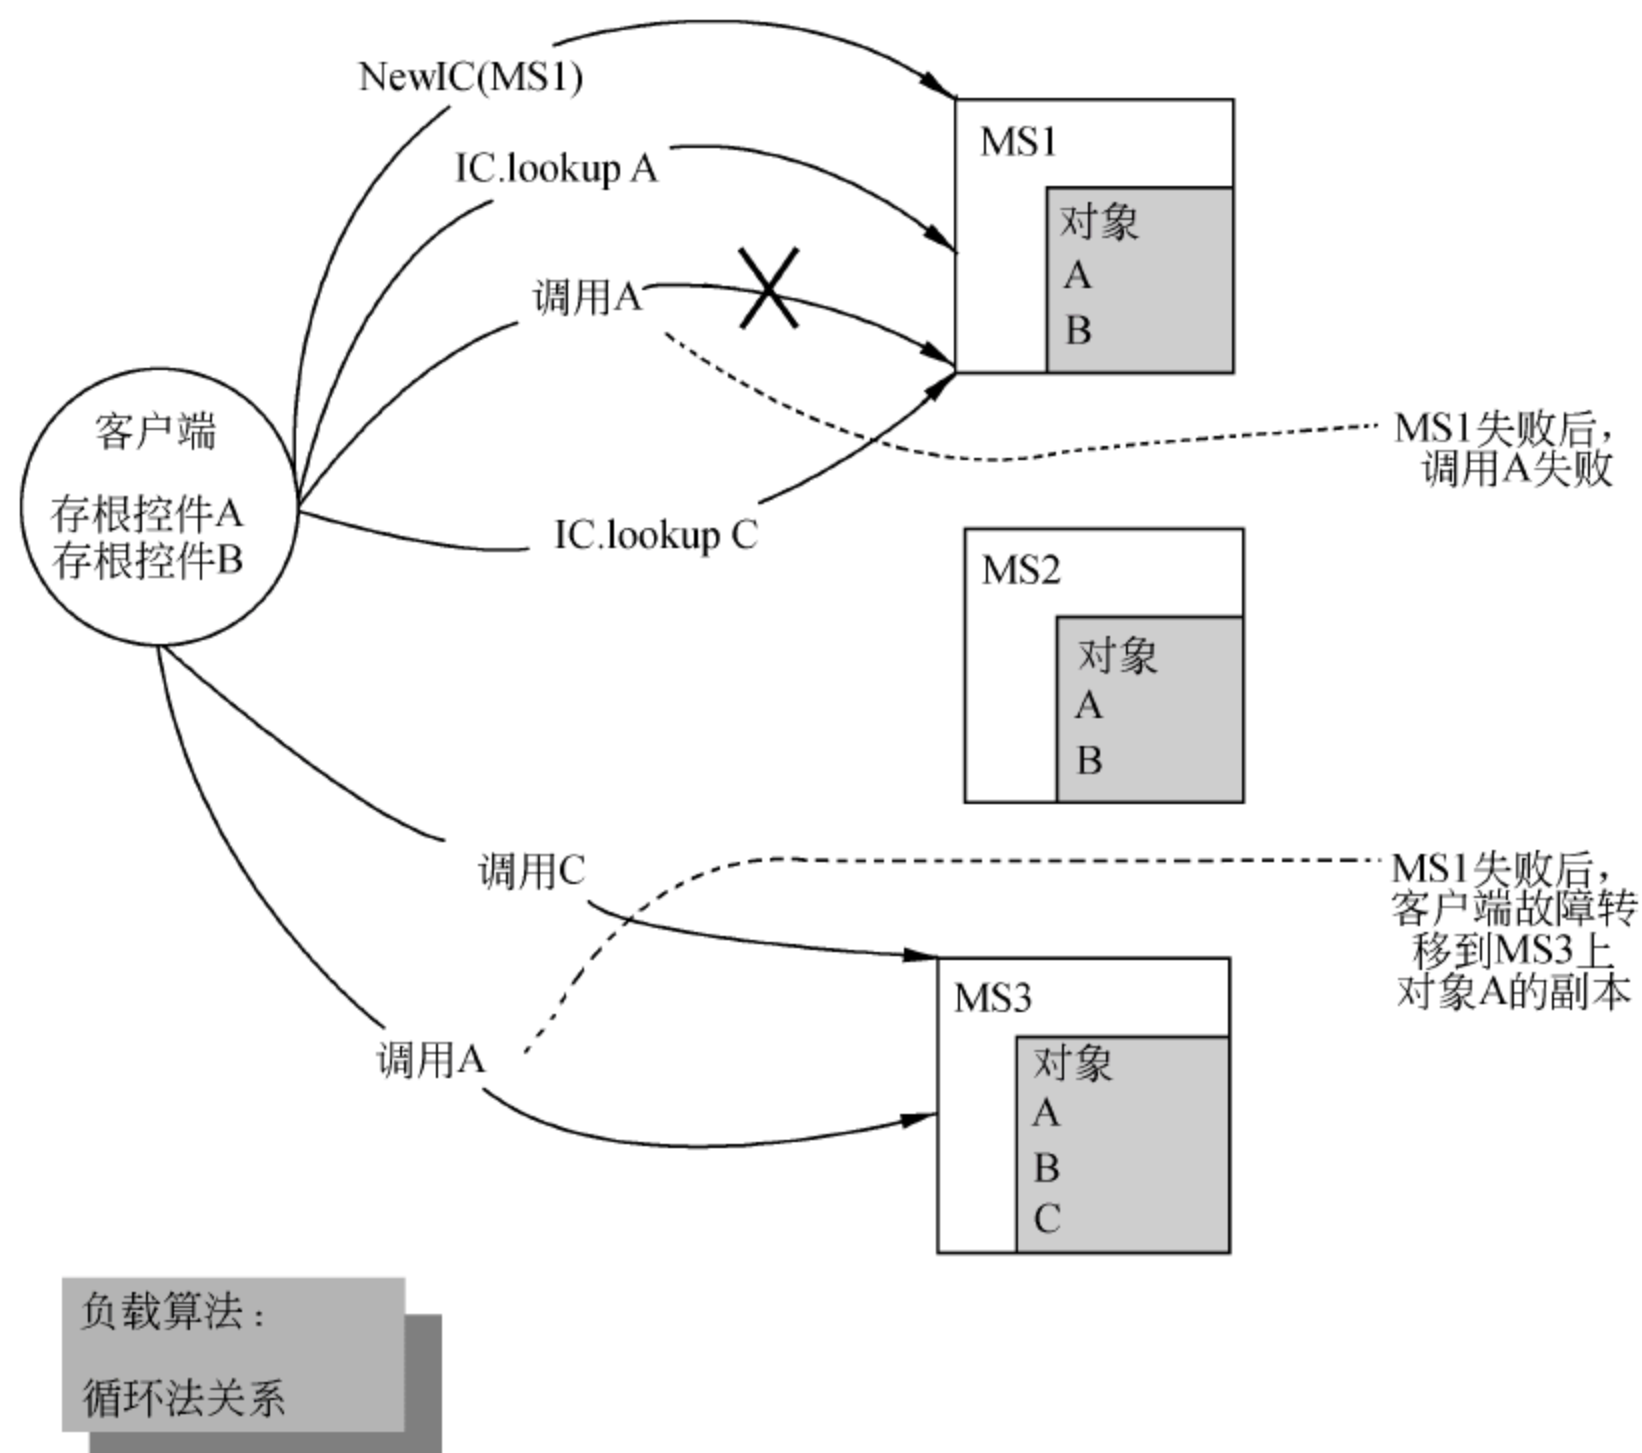 NewIC(MS1)
IC.lookup A
调用A
MS1
对象
A
B
客户端
存根控件A
存根控件B
IC.lookup C
MS1失败后，
调用A失败
MS2
对象
A
B
调用C
MS1失败后，
客户端故障转
移到MS3上
对象A的副本
调用A
MS3
对象
A
B
C
负载算法：
循环法关系